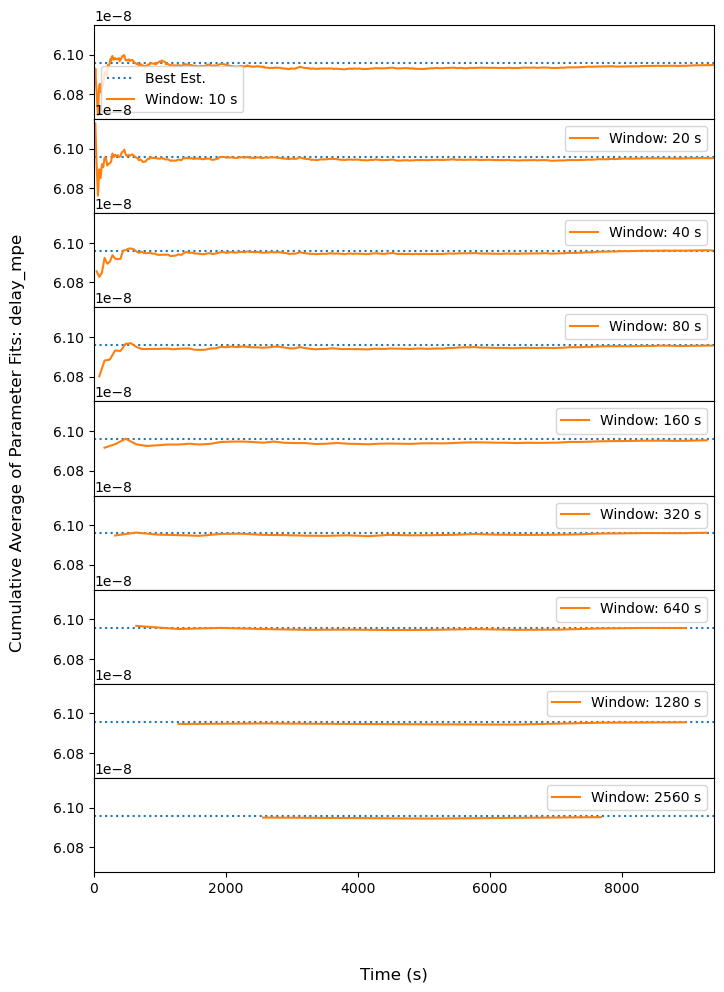 1e−8
6.10
6.08
Best Est.
Window: 10 s
1e−8
Window: 20 s
6.10
6.08
1e−8
Window: 40 s
6.10
6.08
1e−8
Window: 80 s
6.10
6.08
1e−8
Window: 160 s
6.10
6.08
1e−8
Window: 320 s
6.10
6.08
1e−8
Window: 640 s
6.10
6.08
1e−8
Window: 1280 s
6.10
6.08
1e−8
Window: 2560 s
6.10
6.08
0 2000 4000 6000 8000
Time (s)
Cumulative Average of Parameter Fits: delay_mpe